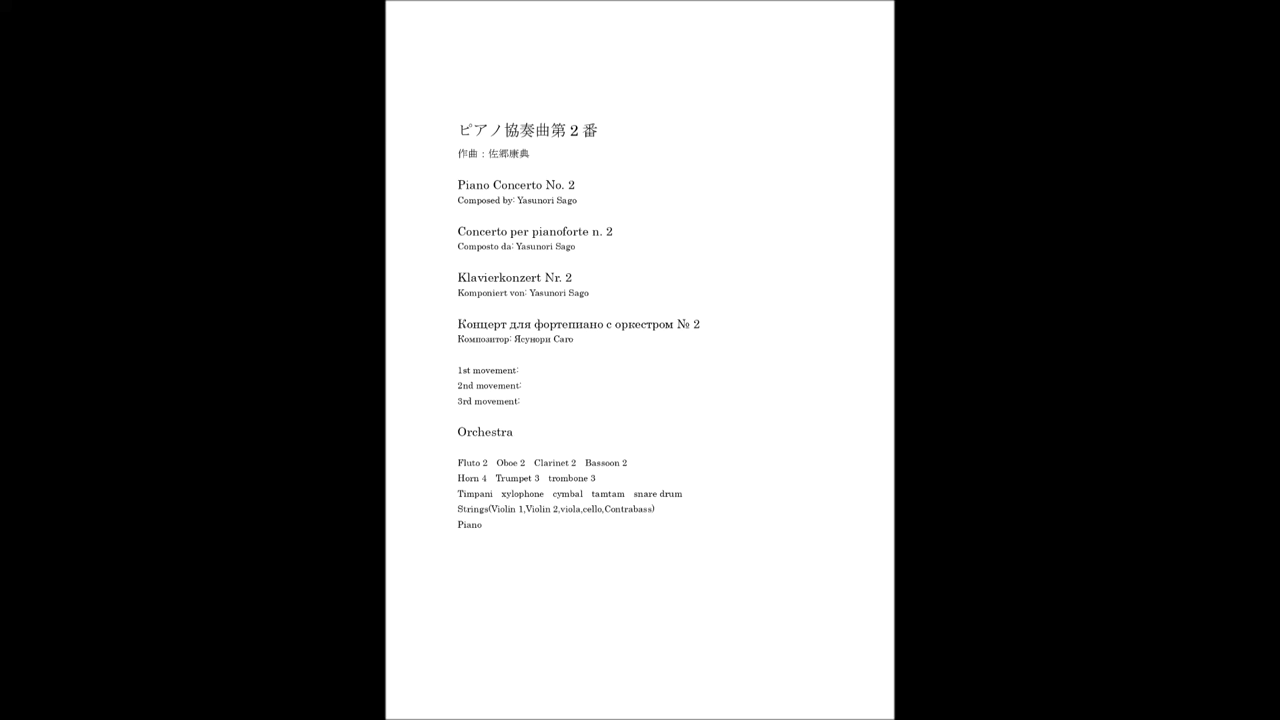 ピアノ協奏曲第 2 番
作曲：佐郷康典
Piano Concerto No. 2
Composed by: Yasunori Sago
Concerto per pianoforte n. 2
Composto da: Yasunori Sago
Klavierkonzert Nr. 2
Komponiert von: Yasunori Sago
Концерт для фортепиано с оркестром № 2
Композитор: Ясунори Саго
1st movement:
2nd movement:
3rd movement:
Orchestra
Fluto 2 Oboe 2 Clarinet 2 Bassoon 2
Horn 4 Trumpet 3 trombone 3
Timpani xylophone cymbal tamtam snare drum
Strings(Violin 1,Violin 2,viola,cello,Contrabass)
Piano